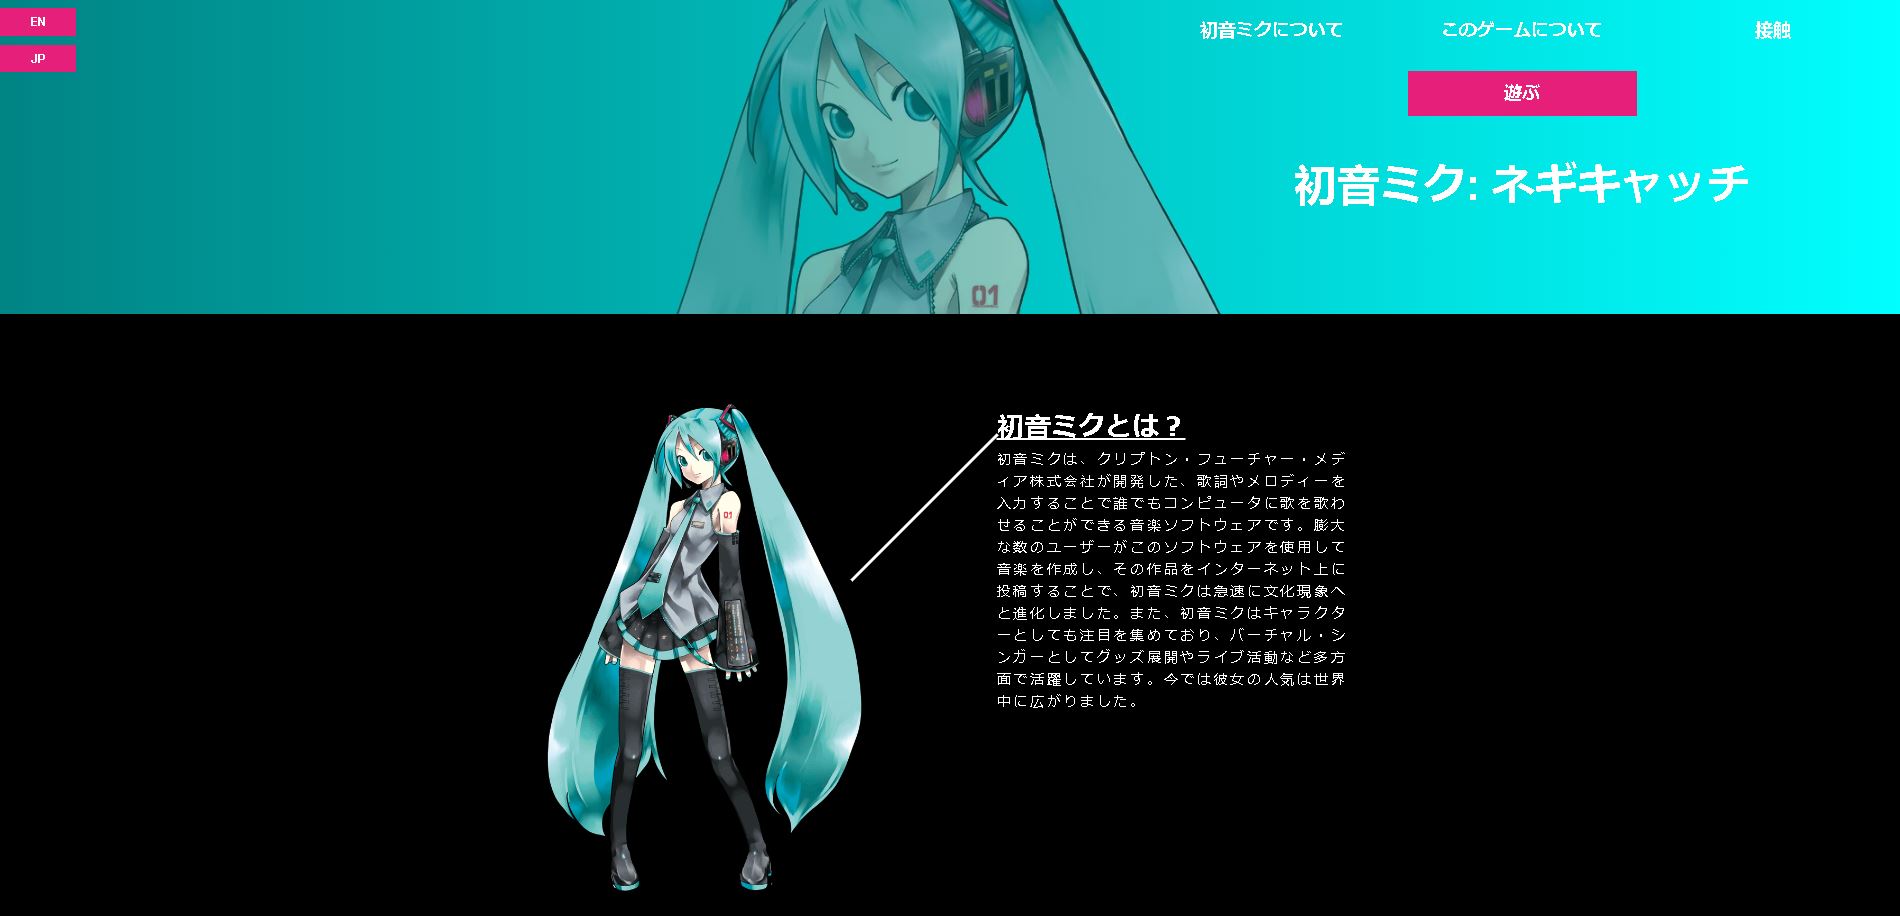 EN
JP
初音ミクについて
このゲームについて
接触
遊ぶ
初音ミク: ネギキャッチ
01
初音ミクとは？
初音ミクは、クリプトン・フューチャー・メデ
ィア株式会社が開発した、歌詞やメロディーを
入力することで誰でもコンピュータに歌を歌わ
せることができる音楽ソフトウェアです。膨大
な数のユーザーがこのソフトウェアを使用して
音楽を作成し、その作品をインターネット上に
投稿することで、初音ミクは急速に文化現象へ
と進化しました。また、初音ミクはキャラクタ
ーとしても注目を集めており、バーチャル・シ
ンガーとしてグッズ展開やライブ活動など多方
面で活躍しています。今では彼女の人気は世界
中に広がりました。
01